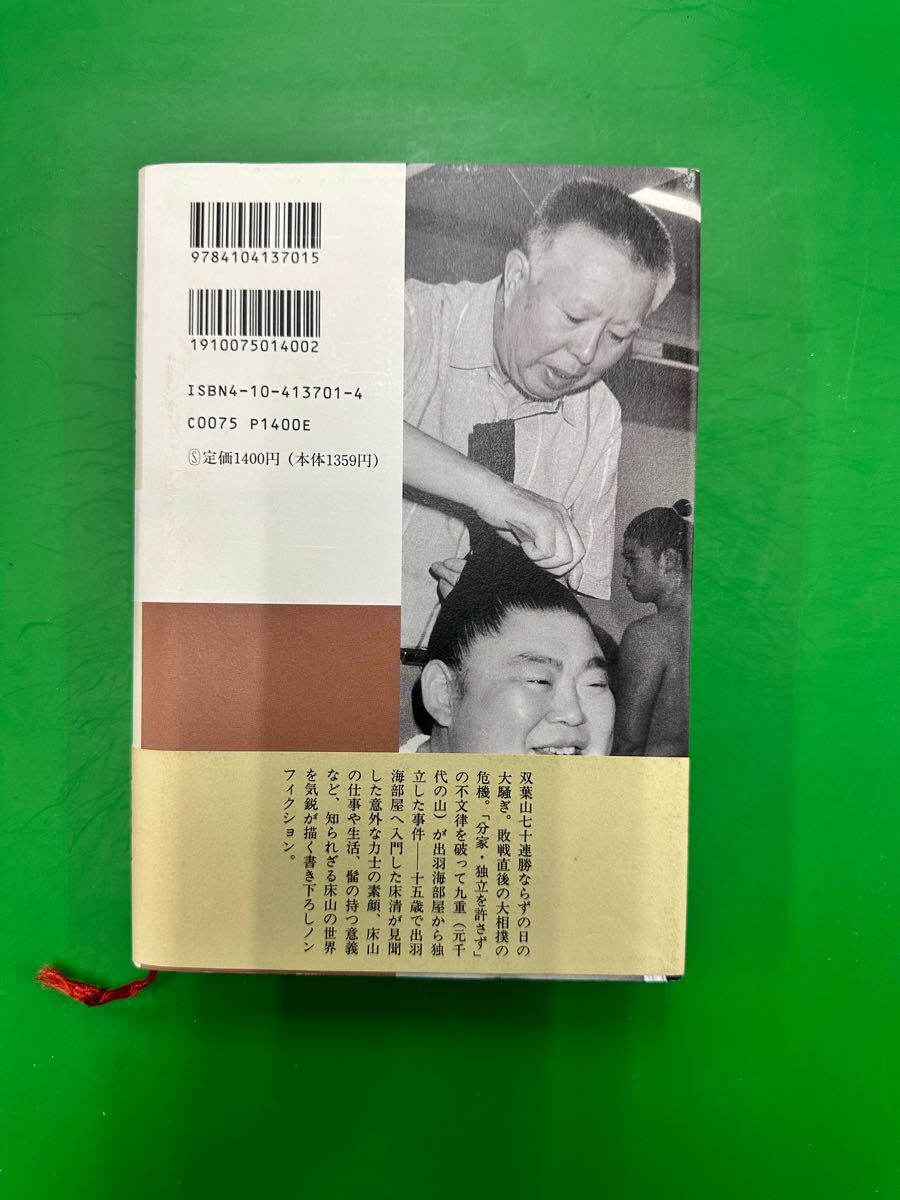 9784104137015
1910075014002
ISBN4-10-413701-4
C0075 P1400E
Ⓢ定価1400円（本体1359円）
双葉山七十連勝ならずの日の
大騒ぎ。敗戦直後の大相撲の
危機。「分家・独立を許さず」
の不文律を破って九重（元千
代の山）が出羽海部屋から独
立した事件――十五歳で出羽
海部屋へ入門した床清が見聞
した意外な力士の素顔、床山
の仕事や生活、髷の持つ意義
など、知られざる床山の世界
を気鋭が描く書き下ろしノン
フィクション。